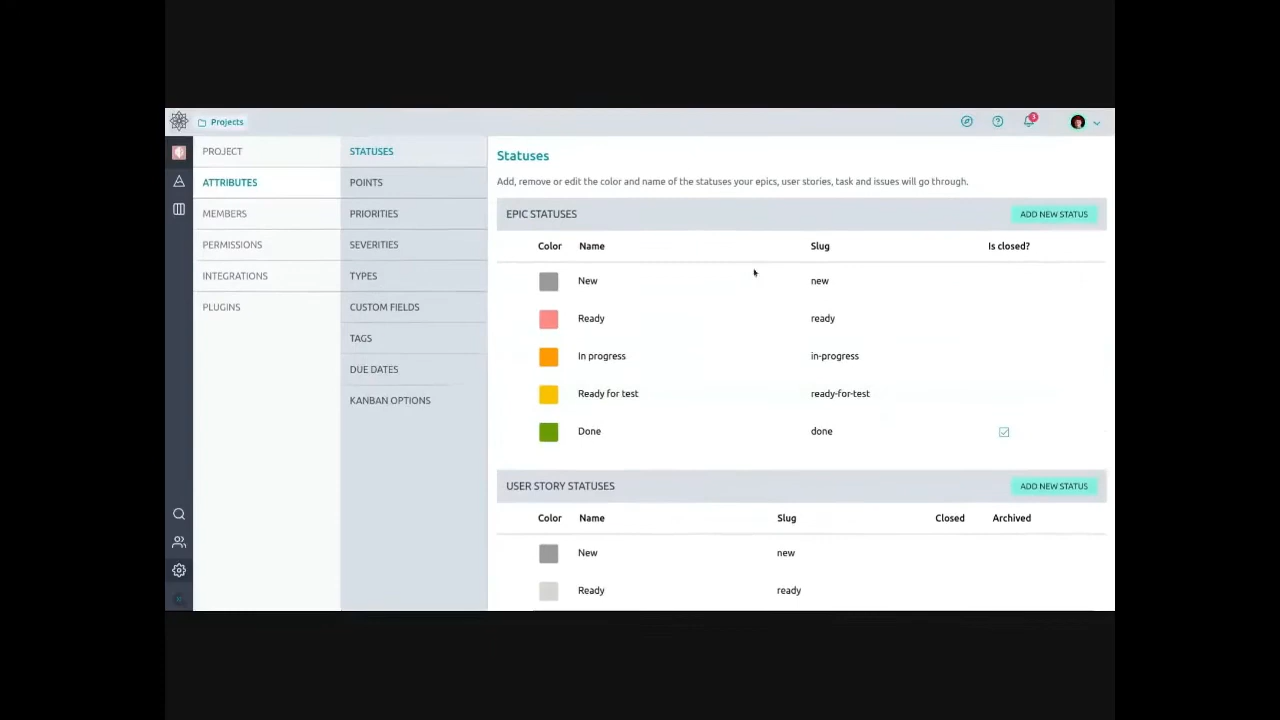 Projects
3
PROJECT
ATTRIBUTES
MEMBERS
PERMISSIONS
INTEGRATIONS
PLUGINS
STATUSES
POINTS
PRIORITIES
SEVERITIES
TYPES
CUSTOM FIELDS
TAGS
DUE DATES
KANBAN OPTIONS
Statuses
Add, remove or edit the color and name of the statuses your epics, user stories, task and issues will go through.
EPIC STATUSES ADD NEW STATUS
Color Name Slug Is closed?
New new
Ready ready
In progress in-progress
Ready for test ready-for-test
Done done
USER STORY STATUSES ADD NEW STATUS
Color Name Slug Closed Archived
New new
Ready ready